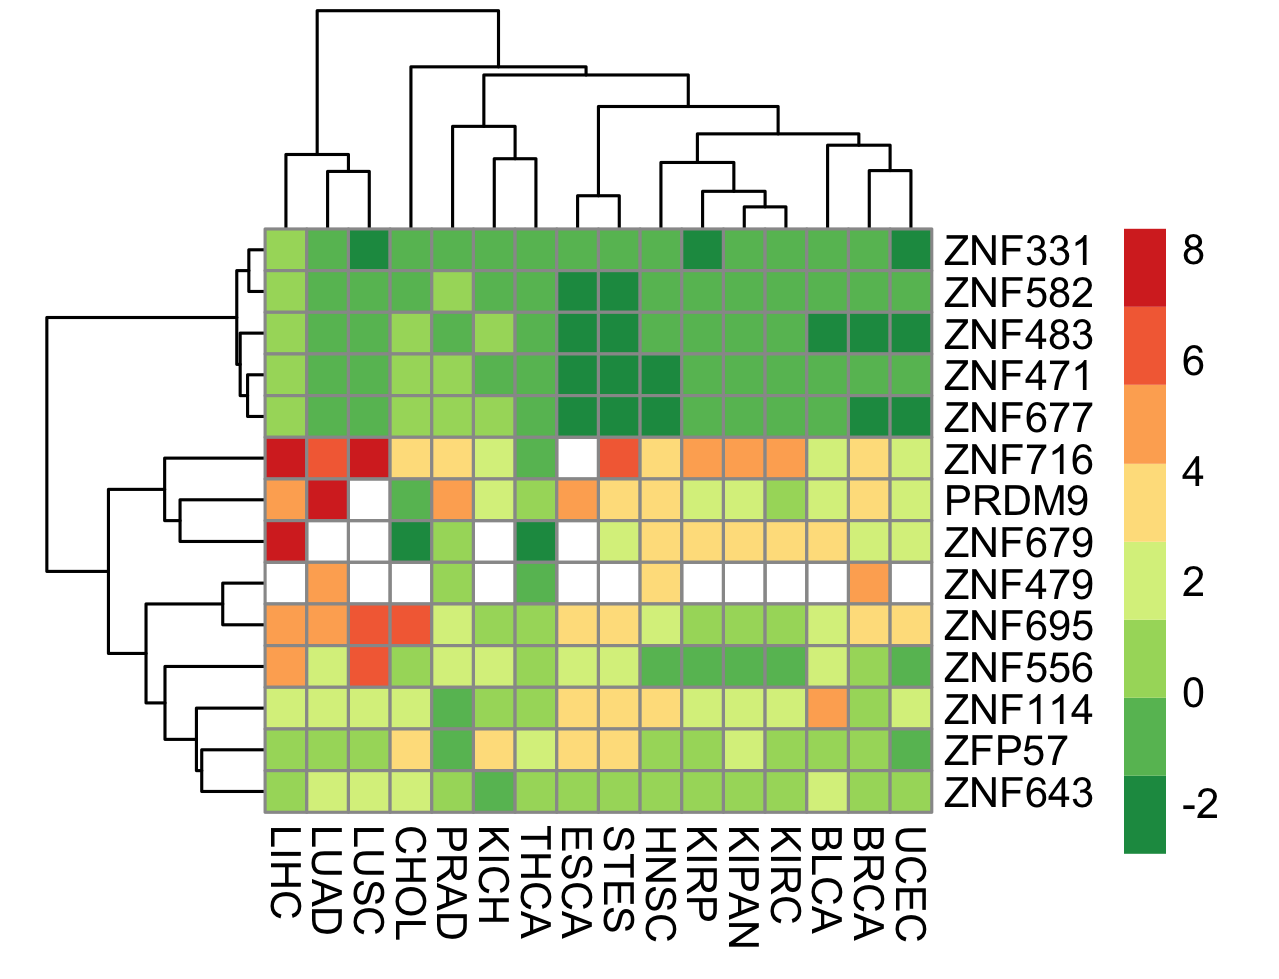 ZNF331
ZNF582
ZNF483
ZNF471
ZNF677
ZNF716
PRDM9
ZNF679
ZNF479
ZNF695
ZNF556
ZNF114
ZFP57
ZNF643
8
6
4
2
0
-2
LIHC
LUAD
LUSC
CHOL
PRAD
KICH
THCA
ESCA
STES
HNSC
KIRP
KIPAN
KIRC
BLCA
BRCA
UCEC